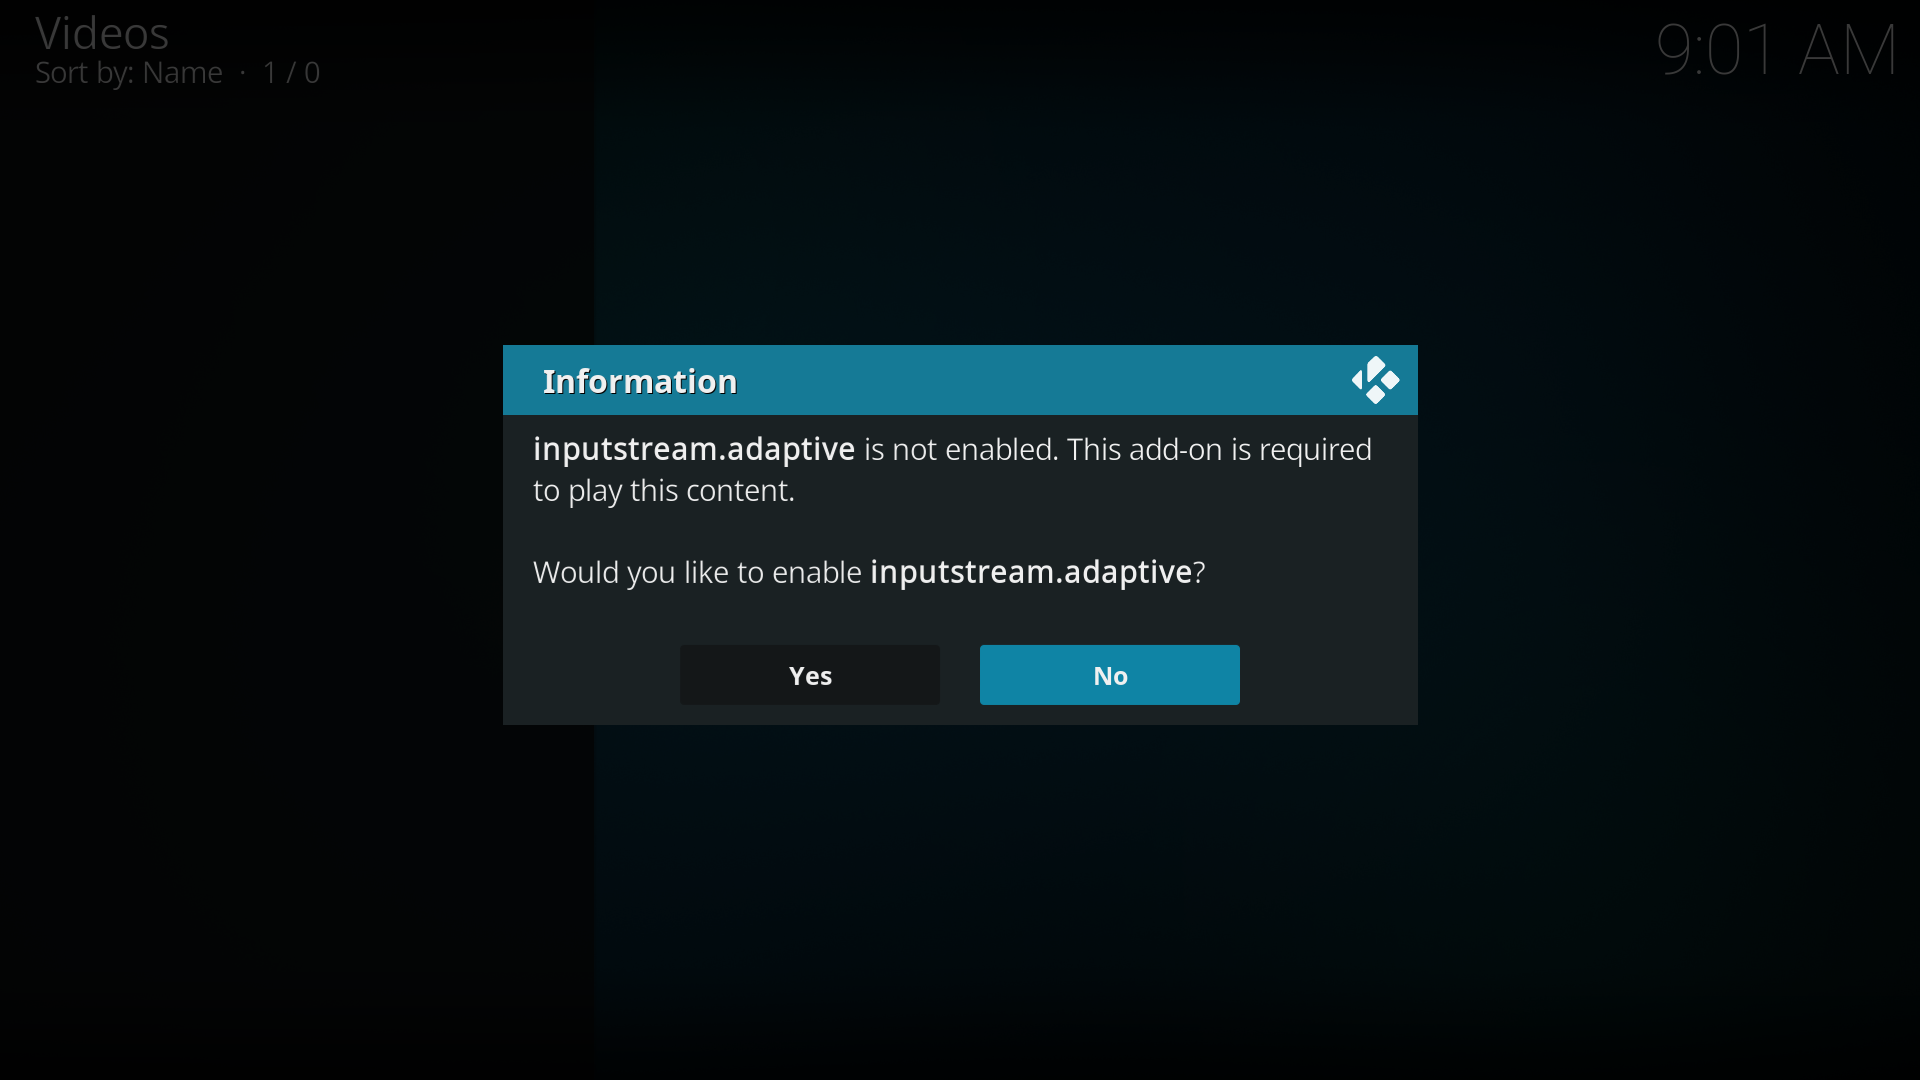 Videos
Sort by: Name · 1 / 0
9:01 AM
Information
inputstream.adaptive is not enabled. This add-on is required
to play this content.
Would you like to enable inputstream.adaptive?
Yes
No